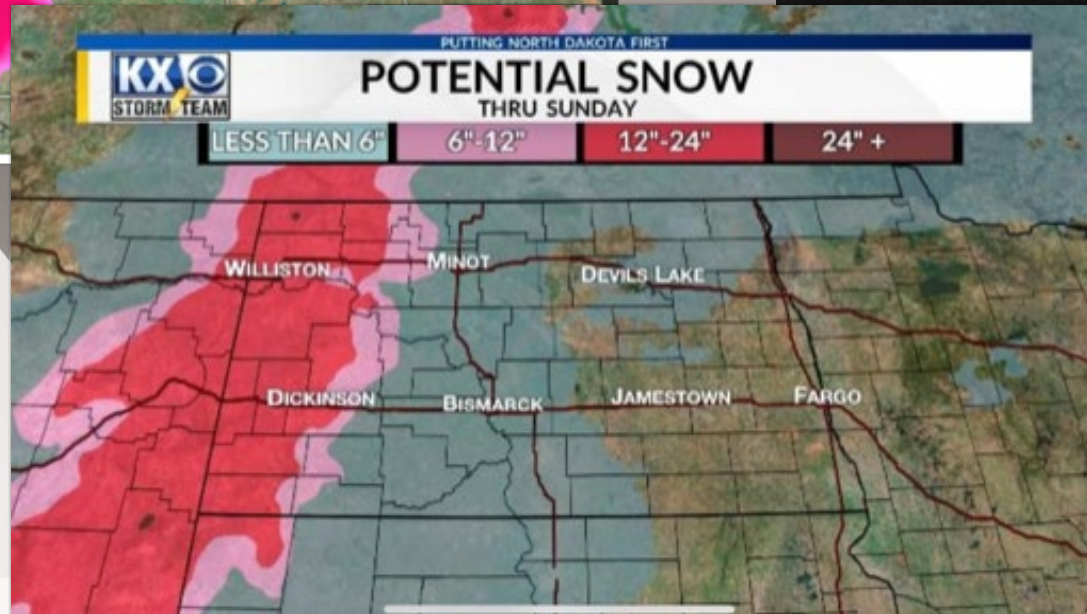 PUTTING NORTH DAKOTA FIRST
KX
STORM TEAM
POTENTIAL SNOW
THRU SUNDAY
LESS THAN 6" 6"-12" 12"-24" 24" +
WILLISTON MINOT DEVILS LAKE
DICKINSON BISMARCK JAMESTOWN FARGO